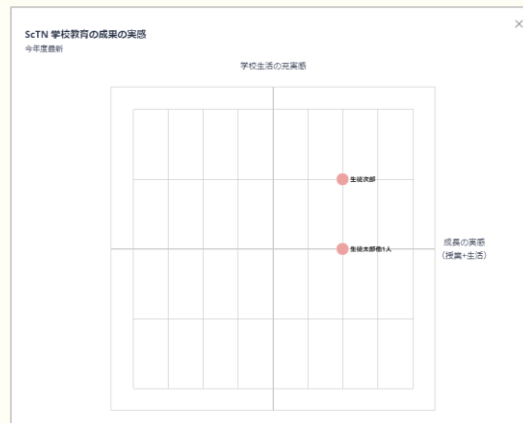 ScTN 学校教育の成果の実感
今年度最新
学校生活の充実感
生徒次郎
生徒太郎他1人
成長の実感
（授業+生活）